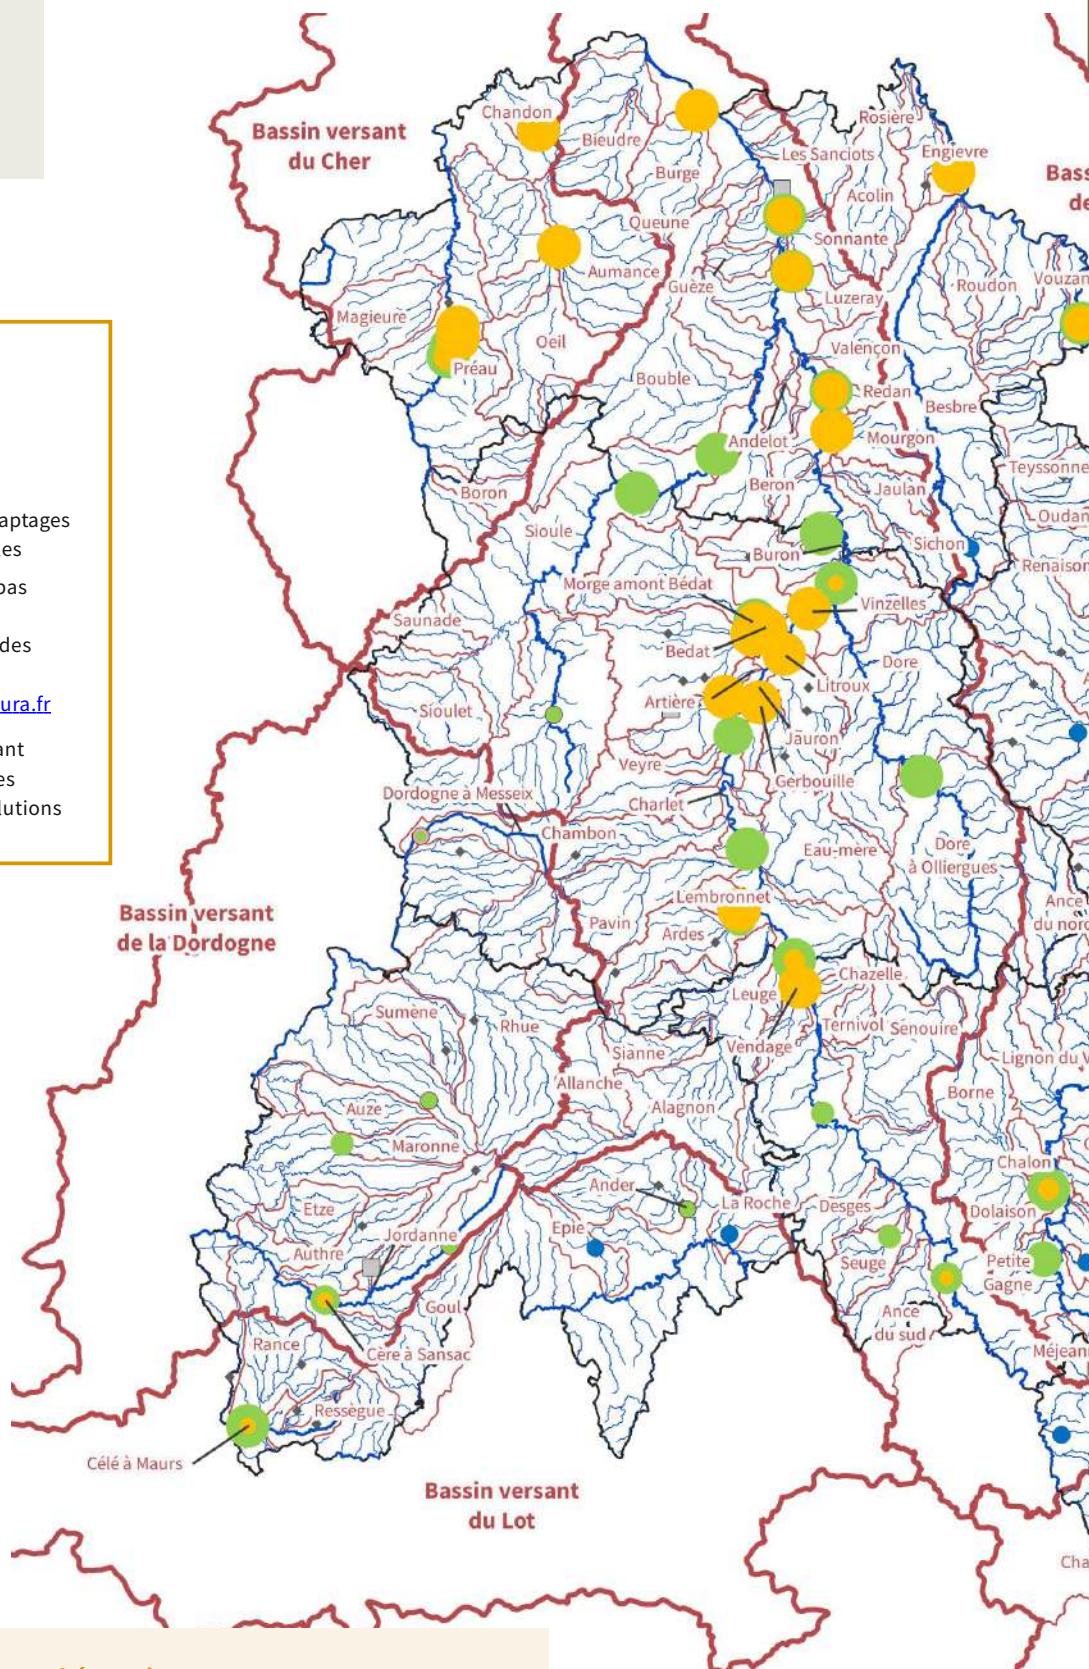 Chandon
Rosière
Bassin versant
du Cher
Bieudre
Les Sanciots
Engievre
Burge
Bass
de
Acolin
Queune
Sonnante
Aumance
Guèze
Luzeray
Roudon
Vouzan
Magieure
Oeil
Valençon
Préau
Bouble
Redan
Besbre
Andelot
Mourgon
Teyssonne
Boron
Beron
Jaulan
aptages
Oudan
Sioule
es
Buron
Sichon
Renaison
pas
Morge amont Bédat
Vinzelles
Saunade
des
Bedat
Dore
Litroux
ura.fr
Artière
Sioulet
Jauron
ant
Veyre
es
Gerbouille
Dordogne à Messeix
Charlet
lutions
Chambon
Eau-mère
Dore
à Olliergues
Lembronnet
Bassin versant
de la Dordogne
Pavin
Ardes
Ance
du nord
Chazelle
Leuge
Sumène
Rhue
Ternivol
Senouire
Vendage
Sianne
Lignon du V
Allanche
Borne
Auze
Alagnon
Maronne
Chalon
Ander
La Roche
Desges
Dolaison
Etze
Epie
Jordanne
Authre
Seuge
Petite
Gagne
Goul
Ance
du sud
Rance
Cère à Sansac
Méjean
Ressègue
Célé à Maurs
Bassin versant
du Lot
Cha